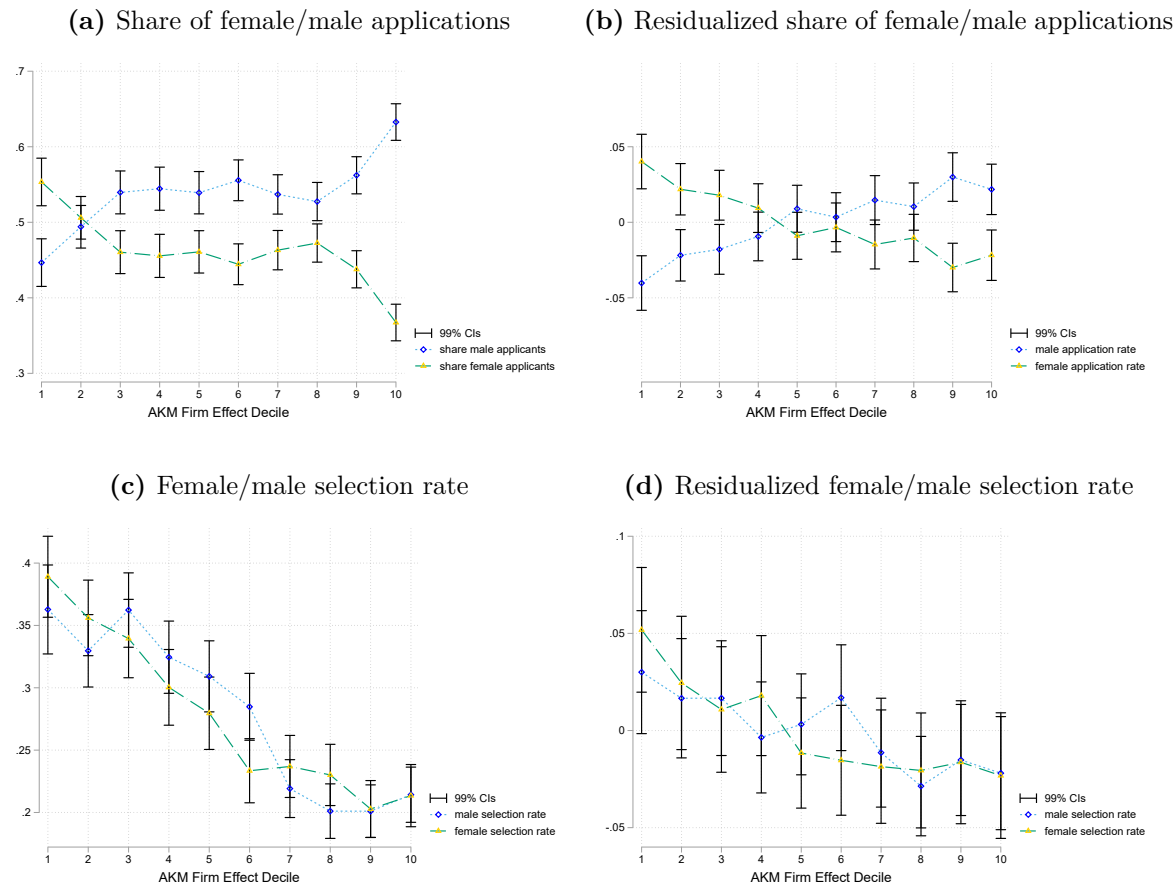 (a) Share of female/male applications
.7
.6
.5
.4
.3
1 2 3 4 5 6 7 8 9 10
AKM Firm Effect Decile
99% CIs
share male applicants
share female applicants
(b) Residualized share of female/male applications
.05
0
-.05
1 2 3 4 5 6 7 8 9 10
AKM Firm Effect Decile
99% CIs
male application rate
female application rate
(c) Female/male selection rate
.4
.35
.3
.25
.2
1 2 3 4 5 6 7 8 9 10
AKM Firm Effect Decile
99% CIs
male selection rate
female selection rate
(d) Residualized female/male selection rate
.1
.05
0
-.05
1 2 3 4 5 6 7 8 9 10
AKM Firm Effect Decile
99% CIs
male selection rate
female selection rate